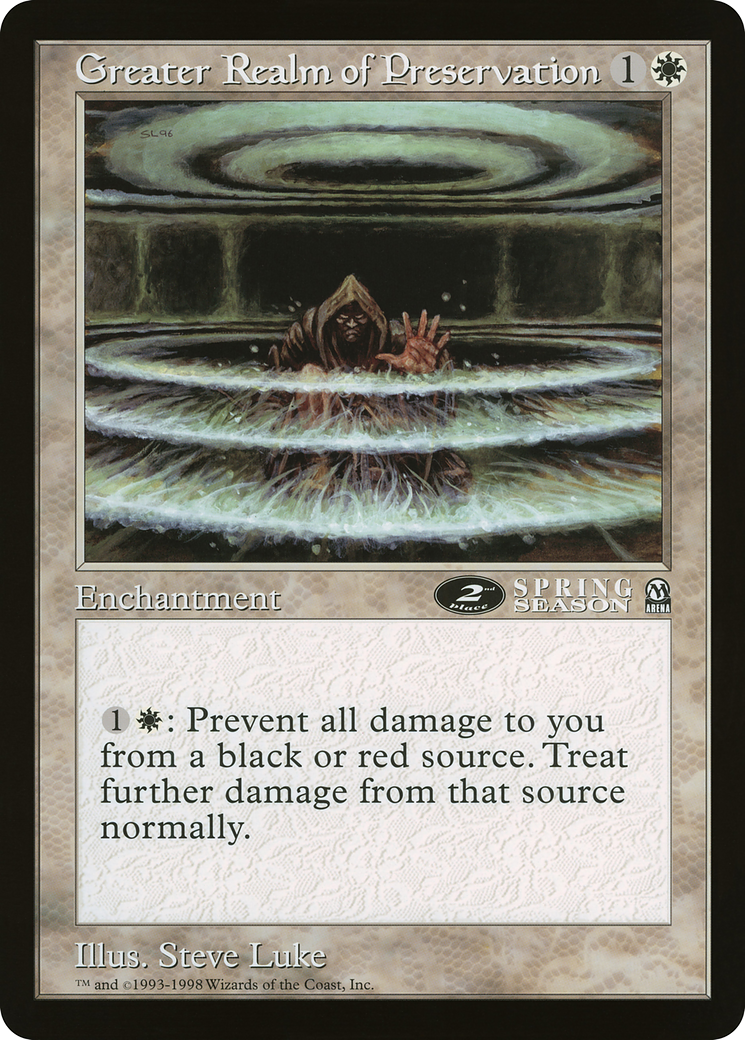 Greater Realm of Preservation 1
SL96
Enchantment
2nd place
SPRING SEASON
ARENA
1 : Prevent all damage to you
from a black or red source. Treat
further damage from that source
normally.
Illus. Steve Luke
™ and ©1993-1998 Wizards of the Coast, Inc.